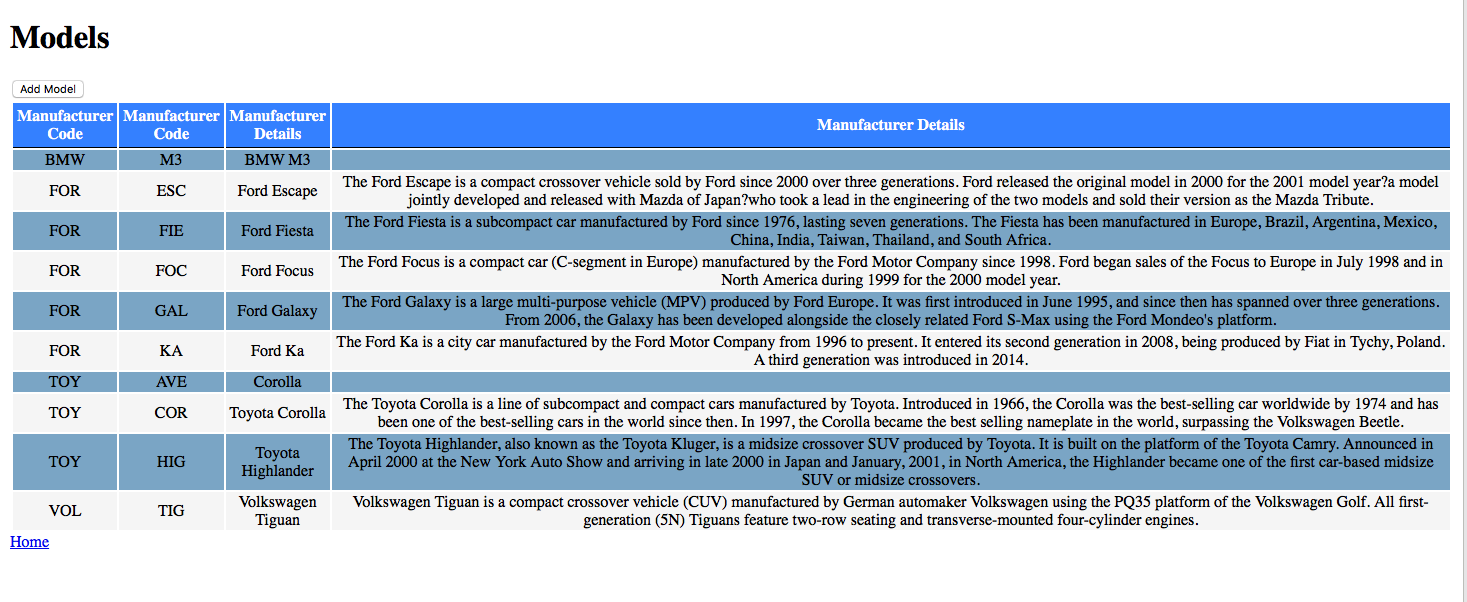 Models
Add Model
Manufacturer Code Manufacturer Code Manufacturer Details Manufacturer Details
BMW M3 BMW M3
FOR ESC Ford Escape The Ford Escape is a compact crossover vehicle sold by Ford since 2000 over three generations. Ford released the original model in 2000 for the 2001 model year?a model
jointly developed and released with Mazda of Japan?who took a lead in the engineering of the two models and sold their version as the Mazda Tribute.
FOR FIE Ford Fiesta The Ford Fiesta is a subcompact car manufactured by Ford since 1976, lasting seven generations. The Fiesta has been manufactured in Europe, Brazil, Argentina, Mexico,
China, India, Taiwan, Thailand, and South Africa.
FOR FOC Ford Focus The Ford Focus is a compact car (C-segment in Europe) manufactured by the Ford Motor Company since 1998. Ford began sales of the Focus to Europe in July 1998 and in
North America during 1999 for the 2000 model year.
FOR GAL Ford Galaxy The Ford Galaxy is a large multi-purpose vehicle (MPV) produced by Ford Europe. It was first introduced in June 1995, and since then has spanned over three generations.
From 2006, the Galaxy has been developed alongside the closely related Ford S-Max using the Ford Mondeo's platform.
FOR KA Ford Ka The Ford Ka is a city car manufactured by the Ford Motor Company from 1996 to present. It entered its second generation in 2008, being produced by Fiat in Tychy, Poland.
A third generation was introduced in 2014.
TOY AVE Corolla
TOY COR Toyota Corolla The Toyota Corolla is a line of subcompact and compact cars manufactured by Toyota. Introduced in 1966, the Corolla was the best-selling car worldwide by 1974 and has
been one of the best-selling cars in the world since then. In 1997, the Corolla became the best selling nameplate in the world, surpassing the Volkswagen Beetle.
TOY HIG Toyota Highlander The Toyota Highlander, also known as the Toyota Kluger, is a midsize crossover SUV produced by Toyota. It is built on the platform of the Toyota Camry. Announced in
April 2000 at the New York Auto Show and arriving in late 2000 in Japan and January, 2001, in North America, the Highlander became one of the first car-based midsize
SUV or midsize crossovers.
VOL TIG Volkswagen Tiguan Volkswagen Tiguan is a compact crossover vehicle (CUV) manufactured by German automaker Volkswagen using the PQ35 platform of the Volkswagen Golf. All first-
generation (5N) Tiguans feature two-row seating and transverse-mounted four-cylinder engines.
Home